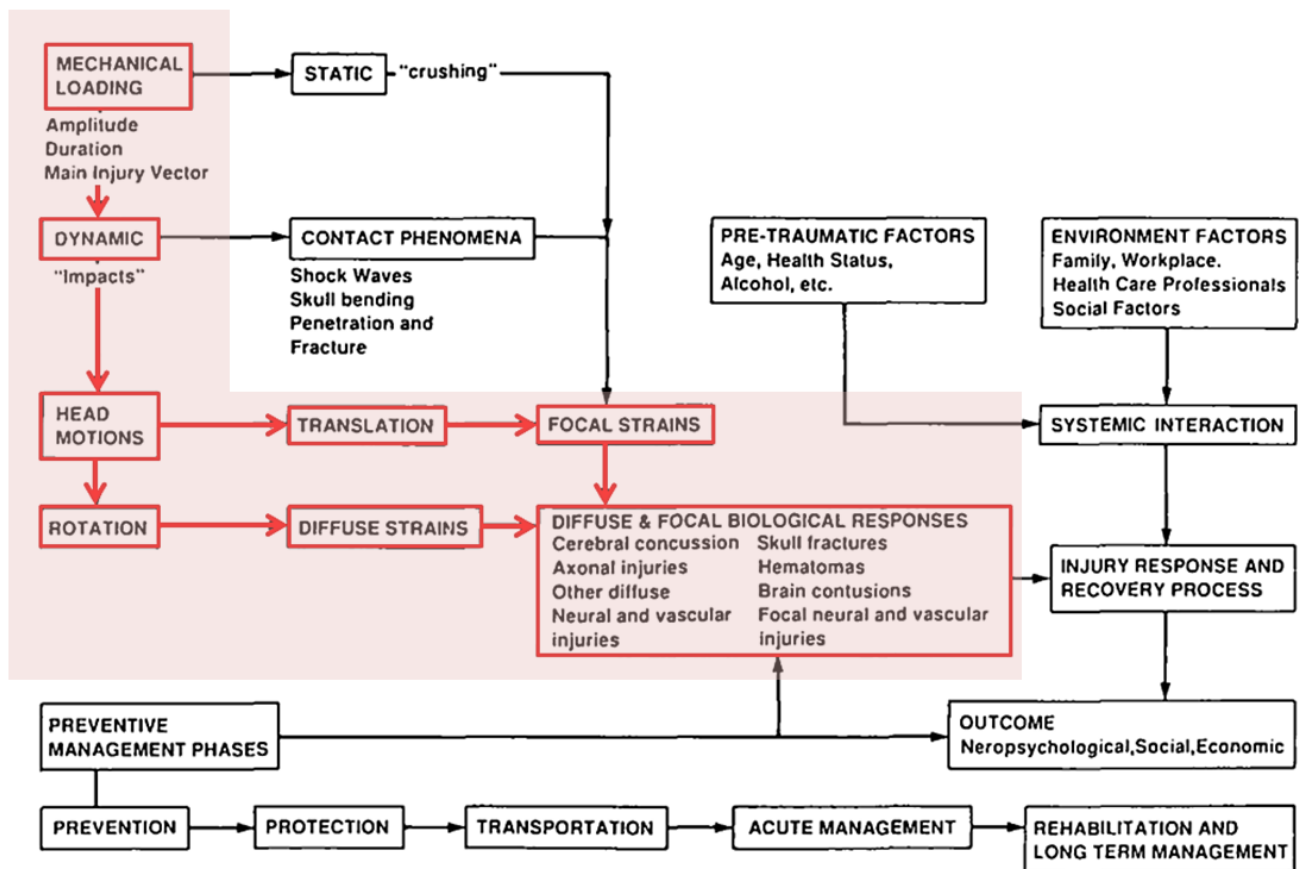 MECHANICAL
LOADING
Amplitude
Duration
Main Injury Vector
STATIC
"crushing"
DYNAMIC
"Impacts"
CONTACT PHENOMENA
Shock Waves
Skull bending
Penetration and
Fracture
PRE-TRAUMATIC FACTORS
Age, Health Status,
Alcohol, etc.
ENVIRONMENT FACTORS
Family, Workplace.
Health Care Professionals
Social Factors
HEAD
MOTIONS
TRANSLATION
FOCAL STRAINS
SYSTEMIC INTERACTION
ROTATION
DIFFUSE STRAINS
DIFFUSE & FOCAL BIOLOGICAL RESPONSES
Cerebral concussion
Axonal injuries
Other diffuse
Neural and vascular
injuries
Skull fractures
Hematomas
Brain contusions
Focal neural and vascular
injuries
INJURY RESPONSE AND
RECOVERY PROCESS
PREVENTIVE
MANAGEMENT PHASES
OUTCOME
Neropsychological,Social,Economic
PREVENTION
PROTECTION
TRANSPORTATION
ACUTE MANAGEMENT
REHABILITATION AND
LONG TERM MANAGEMENT